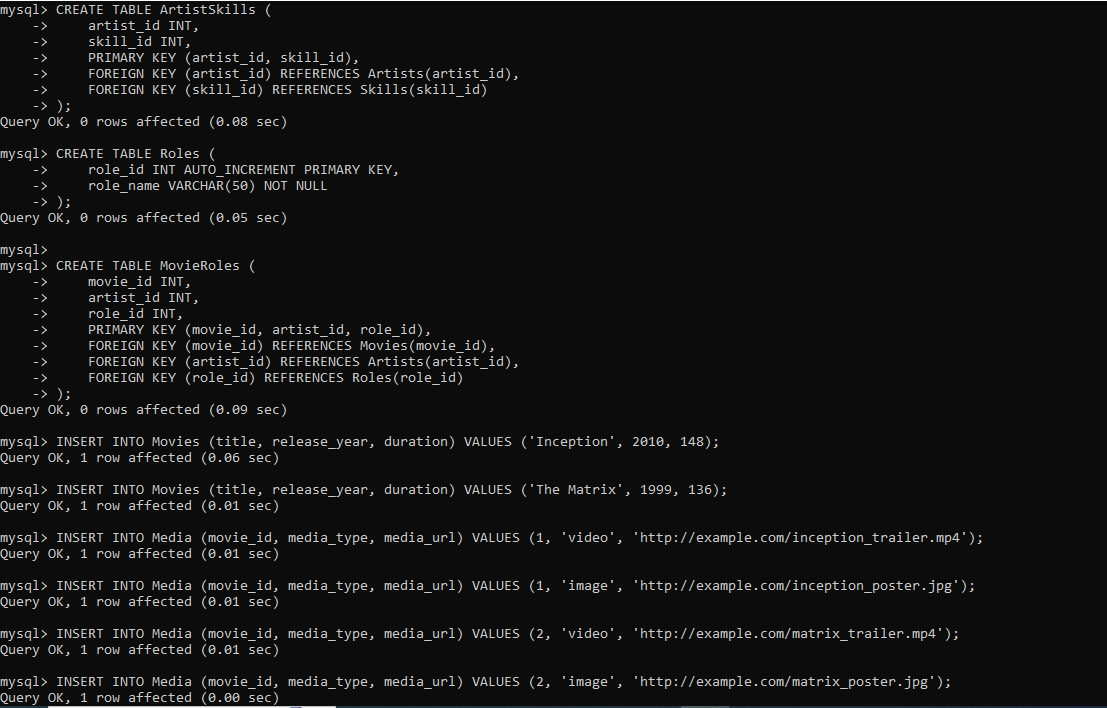 mysql> CREATE TABLE ArtistSkills (
    ->     artist_id INT,
    ->     skill_id INT,
    ->     PRIMARY KEY (artist_id, skill_id),
    ->     FOREIGN KEY (artist_id) REFERENCES Artists(artist_id),
    ->     FOREIGN KEY (skill_id) REFERENCES Skills(skill_id)
    -> );
Query OK, 0 rows affected (0.08 sec)

mysql> CREATE TABLE Roles (
    ->     role_id INT AUTO_INCREMENT PRIMARY KEY,
    ->     role_name VARCHAR(50) NOT NULL
    -> );
Query OK, 0 rows affected (0.05 sec)

mysql>
mysql> CREATE TABLE MovieRoles (
    ->     movie_id INT,
    ->     artist_id INT,
    ->     role_id INT,
    ->     PRIMARY KEY (movie_id, artist_id, role_id),
    ->     FOREIGN KEY (movie_id) REFERENCES Movies(movie_id),
    ->     FOREIGN KEY (artist_id) REFERENCES Artists(artist_id),
    ->     FOREIGN KEY (role_id) REFERENCES Roles(role_id)
    -> );
Query OK, 0 rows affected (0.09 sec)

mysql> INSERT INTO Movies (title, release_year, duration) VALUES ('Inception', 2010, 148);
Query OK, 1 row affected (0.06 sec)

mysql> INSERT INTO Movies (title, release_year, duration) VALUES ('The Matrix', 1999, 136);
Query OK, 1 row affected (0.01 sec)

mysql> INSERT INTO Media (movie_id, media_type, media_url) VALUES (1, 'video', 'http://example.com/inception_trailer.mp4');
Query OK, 1 row affected (0.01 sec)

mysql> INSERT INTO Media (movie_id, media_type, media_url) VALUES (1, 'image', 'http://example.com/inception_poster.jpg');
Query OK, 1 row affected (0.01 sec)

mysql> INSERT INTO Media (movie_id, media_type, media_url) VALUES (2, 'video', 'http://example.com/matrix_trailer.mp4');
Query OK, 1 row affected (0.01 sec)

mysql> INSERT INTO Media (movie_id, media_type, media_url) VALUES (2, 'image', 'http://example.com/matrix_poster.jpg');
Query OK, 1 row affected (0.00 sec)